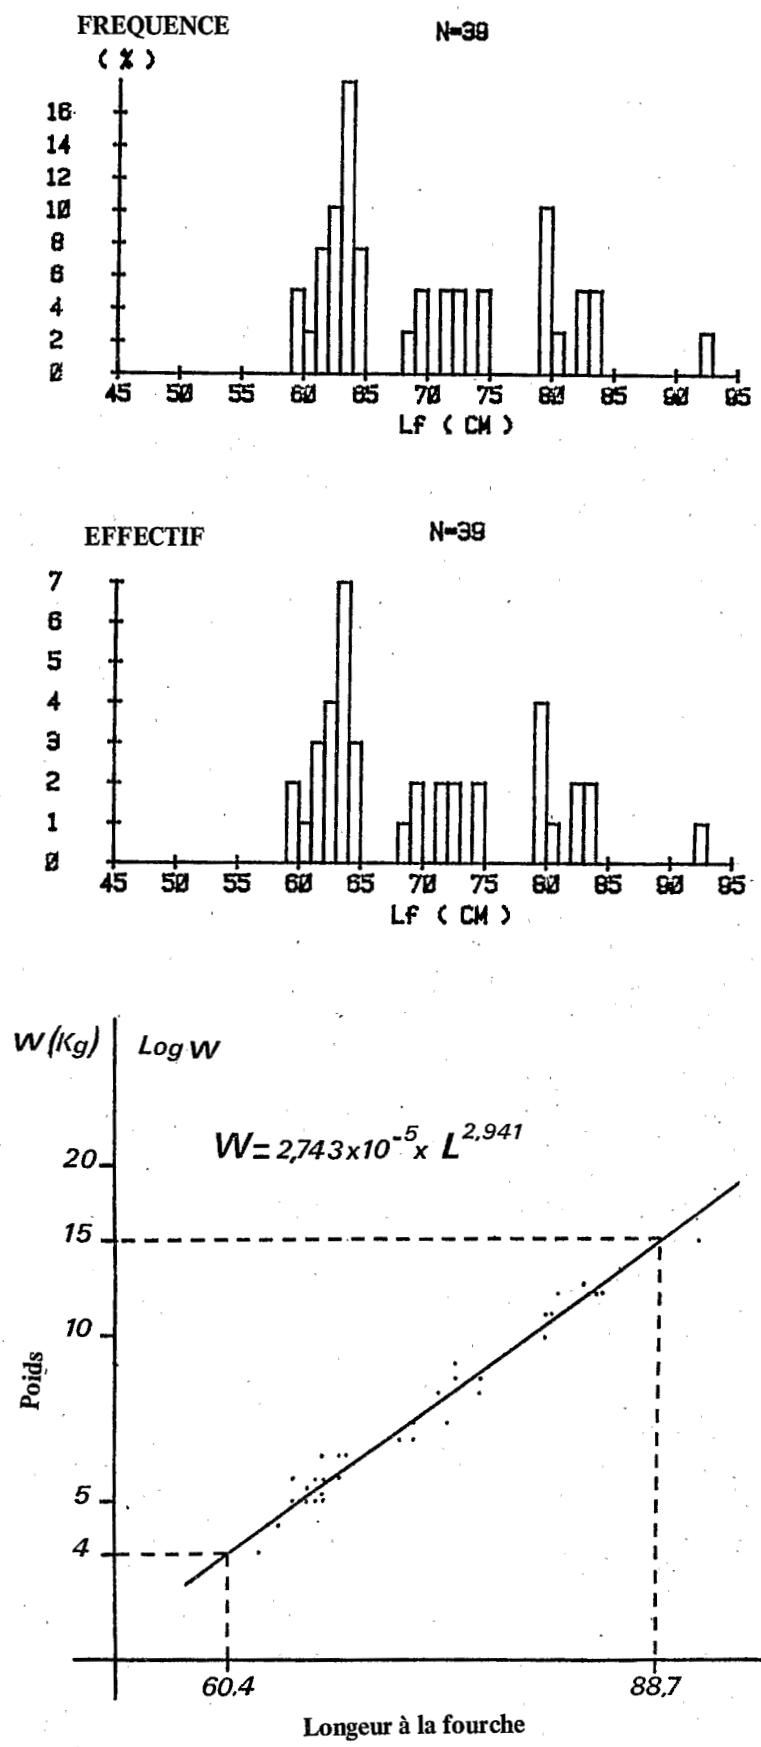 FREQUENCE
( % )
N=39
16
14
12
10
8
6
4
2
0
45 50 55 60 65 70 75 80 85 90 95
Lf ( CM )
EFFECTIF
N=39
7
6
5
4
3
2
1
0
45 50 55 60 65 70 75 80 85 90 95
Lf ( CM )
W (Kg) Log W
W = 2,743x10⁻⁵x L²,⁹⁴¹
20
15
10
Poids
5
4
60,4 88,7
Longeur à la fourche